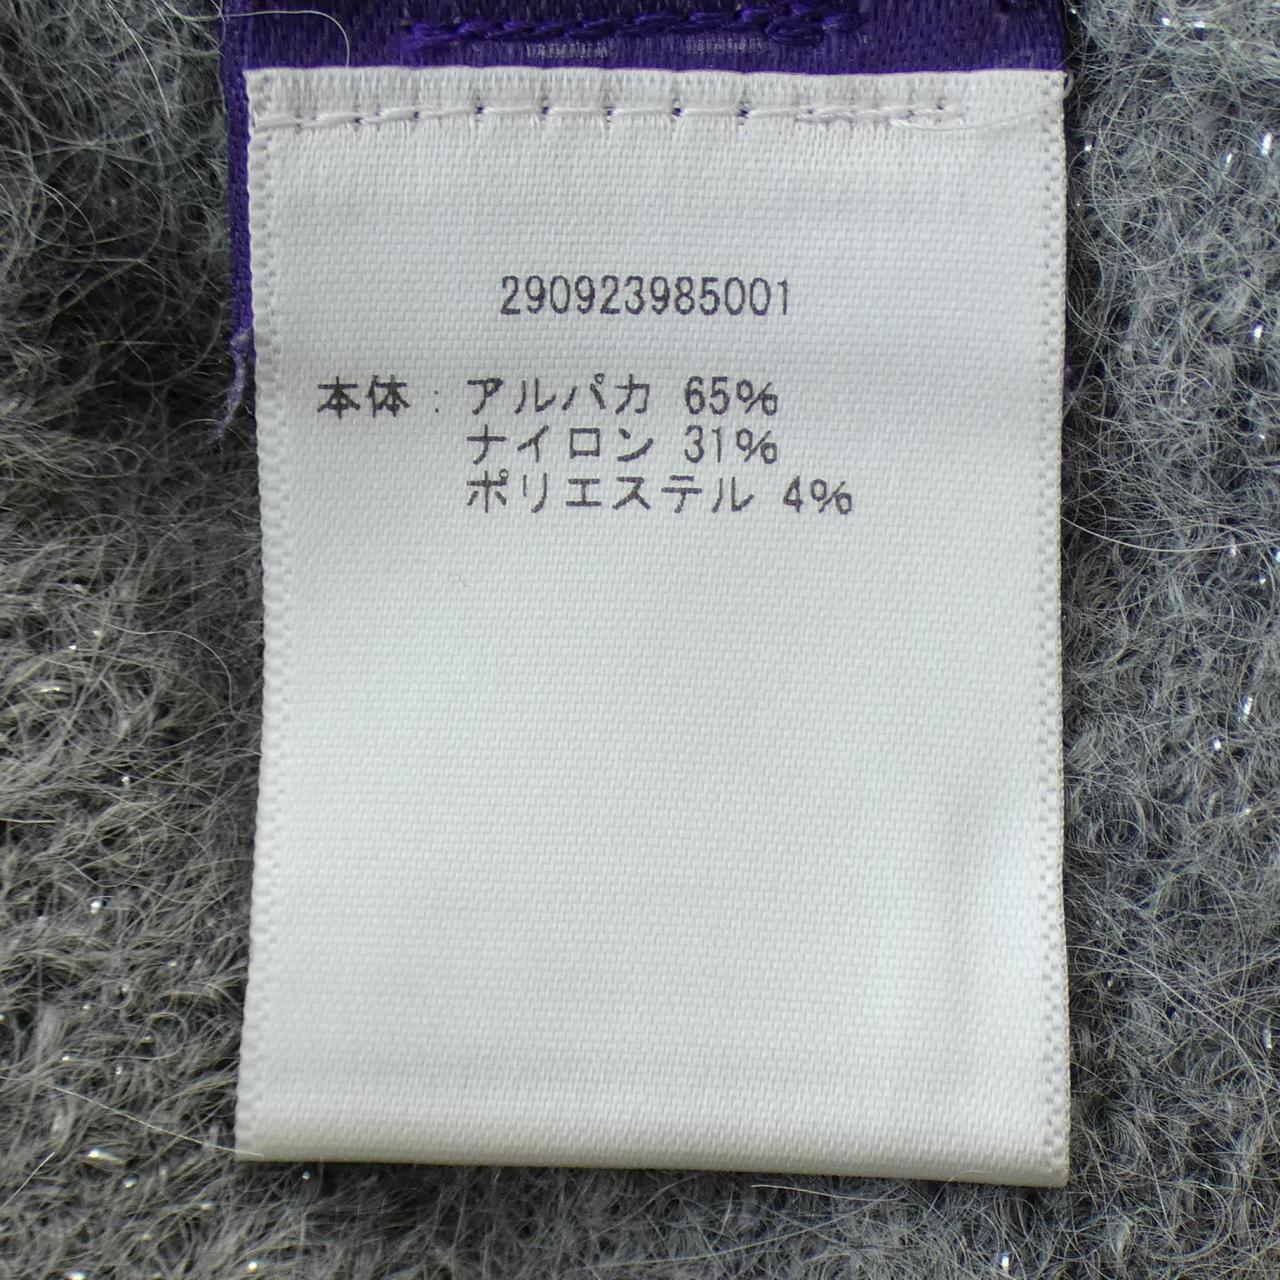 290923985001
本体 : アルパカ 65%
ナイロン 31%
ポリエステル 4%